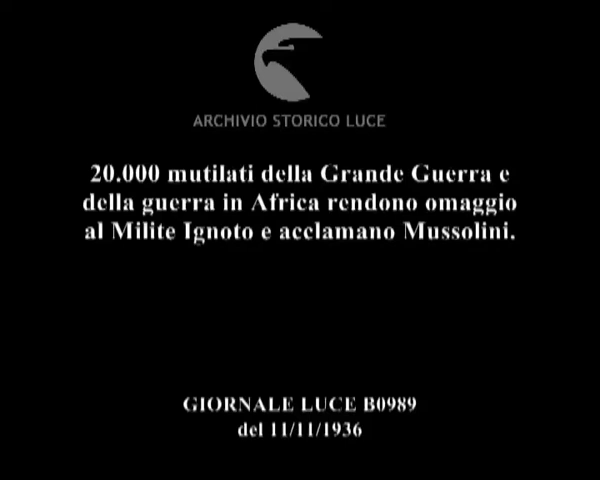 ARCHIVIO STORICO LUCE
20.000 mutilati della Grande Guerra e
della guerra in Africa rendono omaggio
al Milite Ignoto e acclamano Mussolini.
GIORNALE LUCE B0989
del 11/11/1936